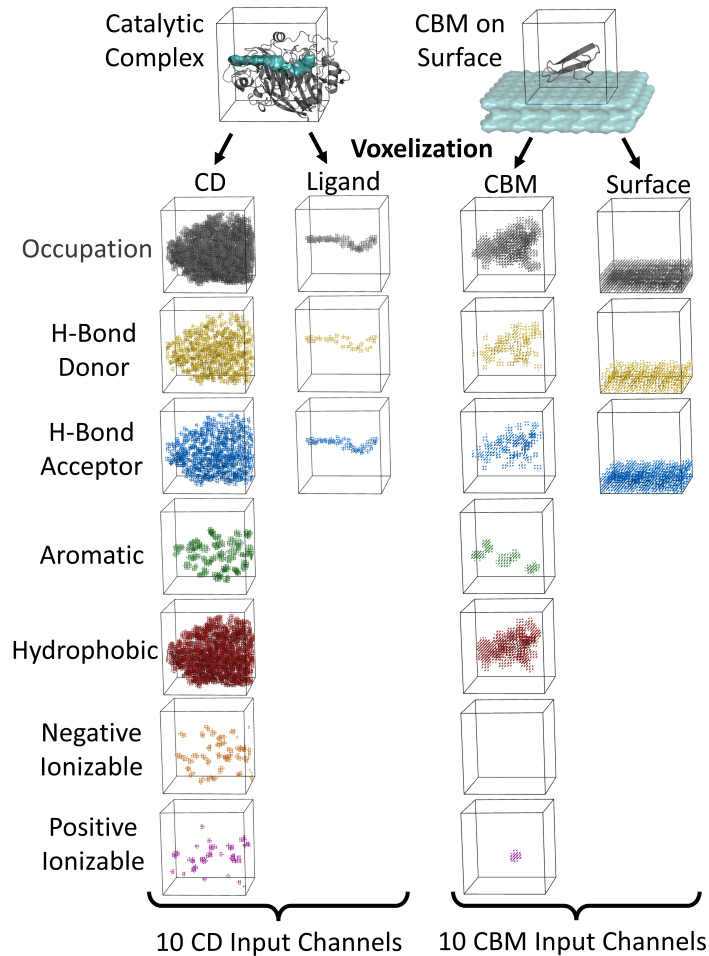 Catalytic
Complex
CBM on
Surface
Voxelization
CD
Ligand
CBM
Surface
Occupation
H-Bond
Donor
H-Bond
Acceptor
Aromatic
Hydrophobic
Negative
Ionizable
Positive
Ionizable
10 CD Input Channels
10 CBM Input Channels